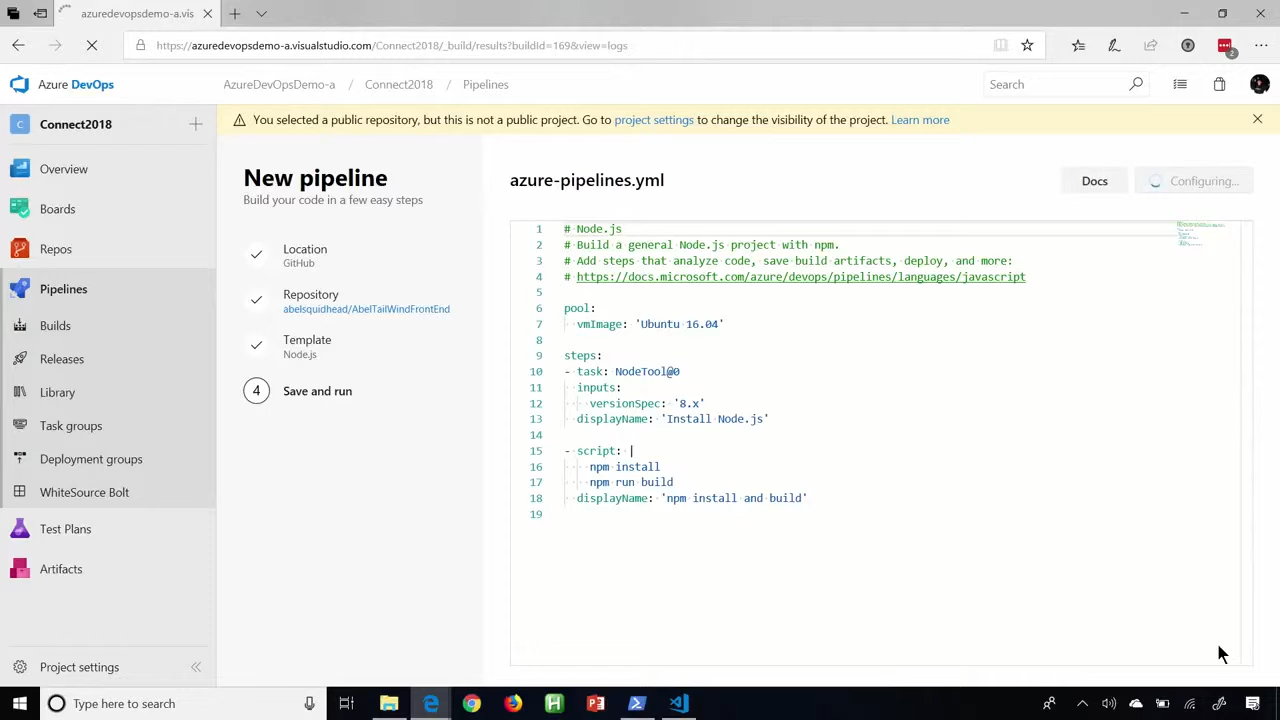 azuredevopsdemo-a.vis
https://azuredevopsdemo-a.visualstudio.com/Connect2018/_build/results?buildId=169&view=logs
2
Azure DevOps
AzureDevOpsDemo-a / Connect2018 / Pipelines
Search
C
Connect2018
You selected a public repository, but this is not a public project. Go to project settings to change the visibility of the project. Learn more
Overview
Boards
Repos
Pipelines
Builds
Releases
Library
Task groups
Deployment groups
WhiteSource Bolt
Test Plans
Artifacts
Project settings
New pipeline
Build your code in a few easy steps
Location
GitHub
Repository
abelsquidhead/AbelTailWindFrontEnd
Template
Node.js
4
Save and run
azure-pipelines.yml
Docs
Configuring...
1 # Node.js
2 # Build a general Node.js project with npm.
3 # Add steps that analyze code, save build artifacts, deploy, and more:
4 # https://docs.microsoft.com/azure/devops/pipelines/languages/javascript
5
6 pool:
7 vmImage: 'Ubuntu 16.04'
8
9 steps:
10 - task: NodeTool@0
11 inputs:
12 versionSpec: '8.x'
13 displayName: 'Install Node.js'
14
15 - script: |
16 npm install
17 npm run build
18 displayName: 'npm install and build'
19
Type here to search